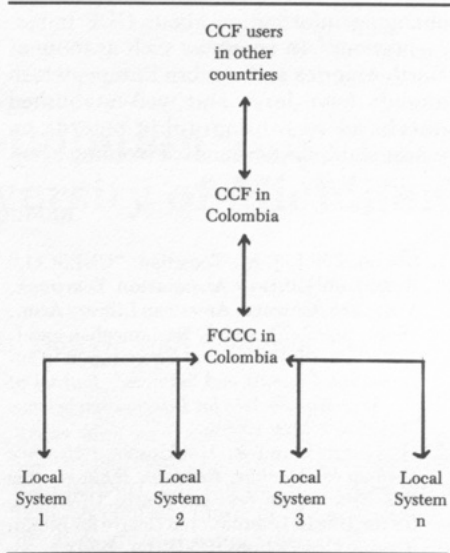 CCF users
in other
countries
CCF in
Colombia
FCCC in
Colombia
Local
System
1
Local
System
2
Local
System
3
Local
System
n